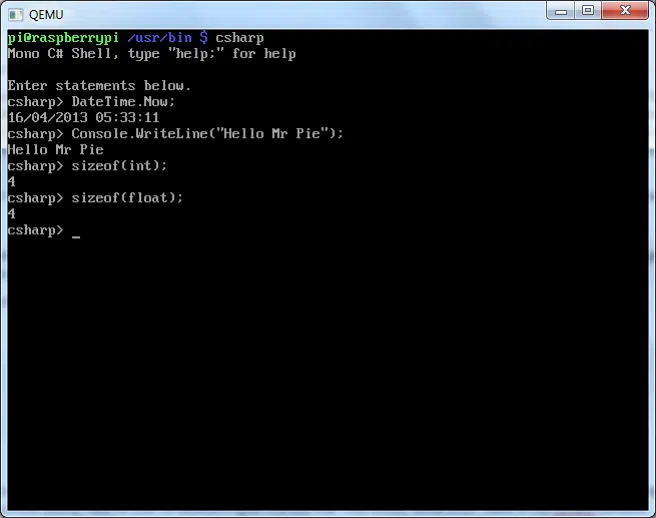 QEMU
pi@raspberrypi /usr/bin $ csharp
Mono C# Shell, type "help;" for help
Enter statements below.
csharp> DateTime.Now;
16/04/2013 05:33:11
csharp> Console.WriteLine("Hello Mr Pie");
Hello Mr Pie
csharp> sizeof(int);
4
csharp> sizeof(float);
4
csharp> _